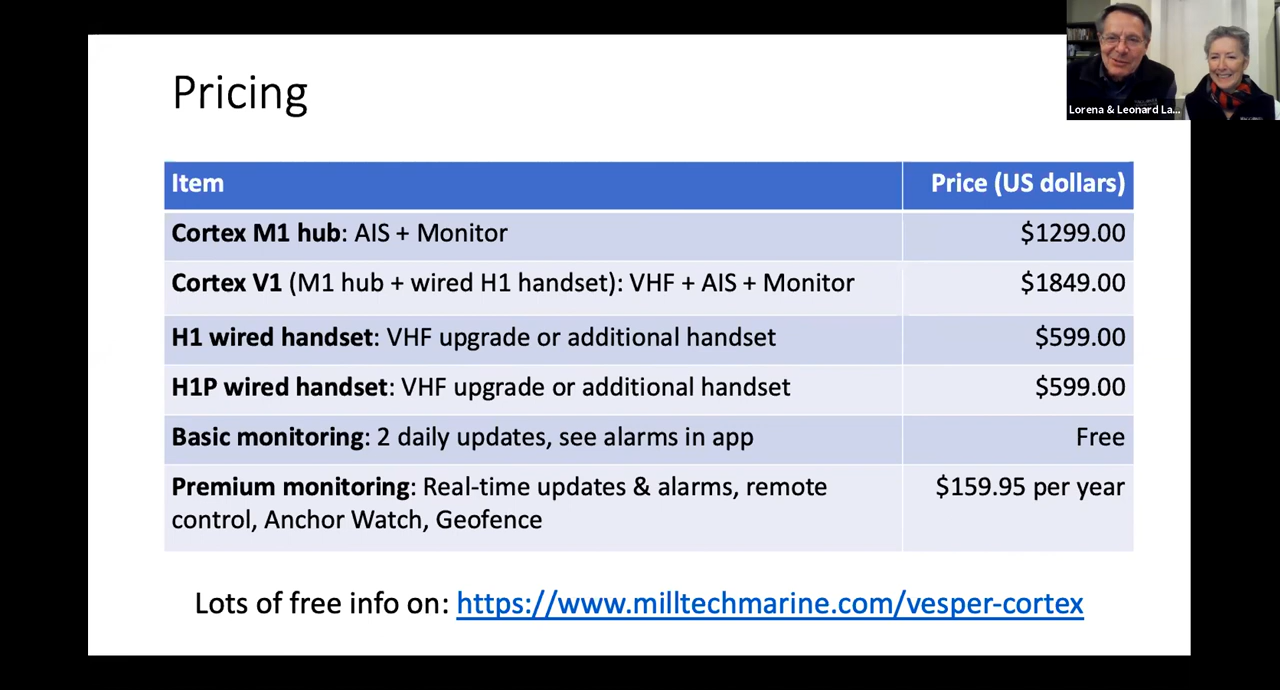 Pricing
Lorena & Leonard La...
Item Price (US dollars)
Cortex M1 hub: AIS + Monitor $1299.00
Cortex V1 (M1 hub + wired H1 handset): VHF + AIS + Monitor $1849.00
H1 wired handset: VHF upgrade or additional handset $599.00
H1P wired handset: VHF upgrade or additional handset $599.00
Basic monitoring: 2 daily updates, see alarms in app Free
Premium monitoring: Real-time updates & alarms, remote $159.95 per year
control, Anchor Watch, Geofence
Lots of free info on: https://www.milltechmarine.com/vesper-cortex